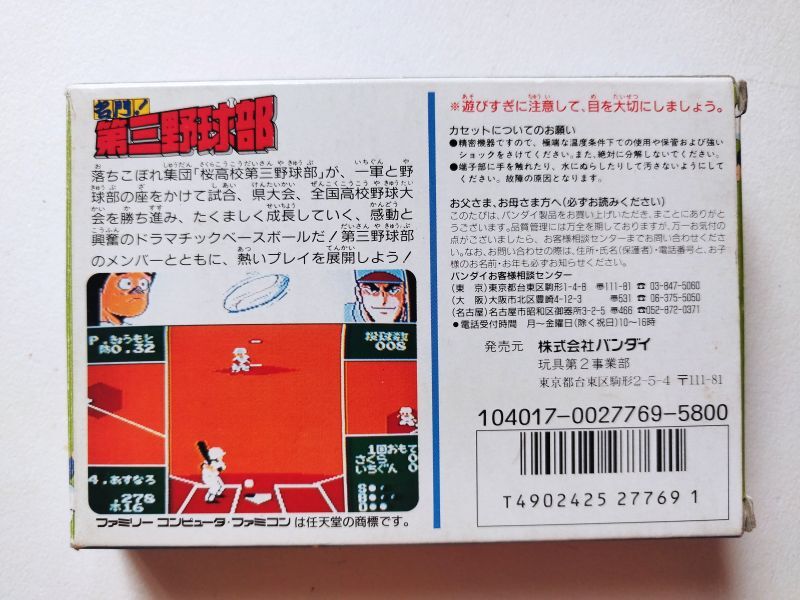 名門!
第三野球部
落ちこぼれ集団「桜高校第三野球部」が、一軍と野
球部の座をかけて試合、県大会、全国高校野球大
会を勝ち進み、たくましく成長していく、感動と
興奮のドラマチックベースボールだ!第三野球部
のメンバーとともに、熱いプレイを展開しよう!
P.きょうもと
防0.32
投球数
008
4.あすなろ
.278
ホ16
1回おもて
さくら 0
いちぐん 0
S
B
O
ファミリーコンピュータ・ファミコンは任天堂の商標です。
※遊びすぎに注意して、目を大切にしましょう。
カセットについてのお願い
●精密機器ですので、極端な温度条件下での使用や保管および強い
ショックをさけてください。また、絶対に分解しないでください。
●端子部に手を触れたり、水にぬらしたりして汚さないようにして
ください。故障の原因となります。
お父さま、お母さま方へ(必ずお読みください)
このたびは、バンダイ製品をお買い上げいただき、まことにありがと
うございます。品質管理には万全を期しておりますが、万一お気付
の点がございましたら、お客様相談センターまでお問い合わせください。
なお、お問い合わせの際は、住所・氏名(保護者)・電話番号と、お子
様のお名前・お年も必ずお知らせください。
バンダイお客様相談センター
(東 京)東京都台東区駒形1-4-8 〒111-81 ☎03-847-5060
(大 阪)大阪市北区豊崎4-12-3 〒531 ☎06-375-5050
(名古屋)名古屋市昭和区御器所3-2-5 〒466 ☎052-872-0371
●電話受付時間 月～金曜日(除く祝日)10～16時
発売元 株式会社バンダイ
玩具第2事業部
東京都台東区駒形2-5-4 〒111-81
104017-0027769-5800
T4902425 277691